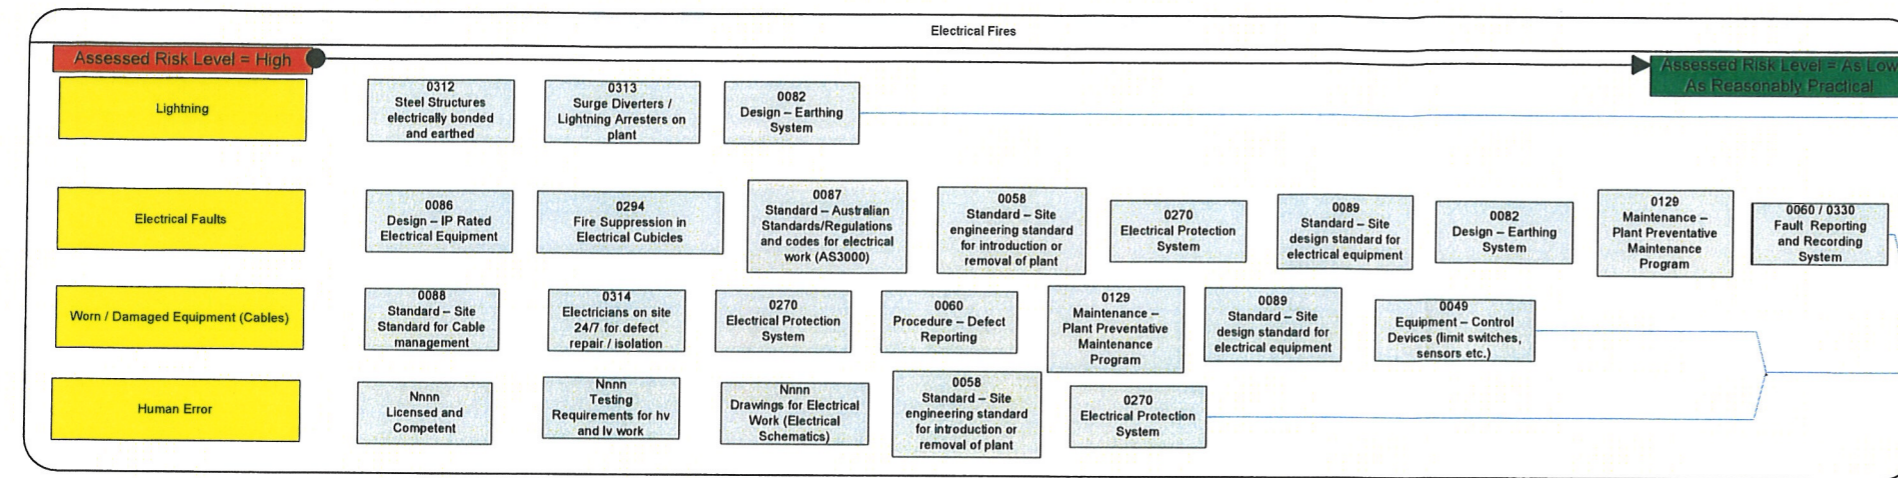 Electrical Fires
Assessed Risk Level = High
Assessed Risk Level = As Low
As Reasonably Practical
Lightning
0312
Steel Structures
electrically bonded
and earthed
0313
Surge Diverters /
Lightning Arresters on
plant
0082
Design – Earthing
System
Electrical Faults
0086
Design – IP Rated
Electrical Equipment
0294
Fire Suppression in
Electrical Cubicles
0087
Standard – Australian
Standards/Regulations
and codes for electrical
work (AS3000)
0058
Standard – Site
engineering standard
for introduction or
removal of plant
0270
Electrical Protection
System
0089
Standard – Site
design standard for
electrical equipment
0082
Design – Earthing
System
0129
Maintenance –
Plant Preventative
Maintenance
Program
0060 / 0330
Fault Reporting
and Recording
System
Worn / Damaged Equipment (Cables)
0088
Standard – Site
Standard for Cable
management
0314
Electricians on site
24/7 for defect
repair / isolation
0270
Electrical Protection
System
0060
Procedure – Defect
Reporting
0129
Maintenance –
Plant Preventative
Maintenance
Program
0089
Standard – Site
design standard for
electrical equipment
0049
Equipment – Control
Devices (limit switches,
sensors etc.)
Human Error
Nnnn
Licensed and
Competent
Nnnn
Testing
Requirements for hv
and lv work
Nnnn
Drawings for Electrical
Work (Electrical
Schematics)
0058
Standard – Site
engineering standard
for introduction or
removal of plant
0270
Electrical Protection
System